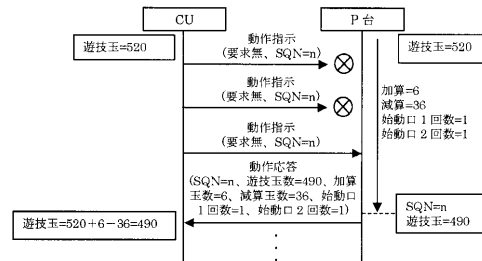 CU
P台
遊技玉=520
遊技玉=520
動作指示
(要求無、SQN=n)
動作指示
(要求無、SQN=n)
動作指示
(要求無、SQN=n)
加算=6
減算=36
始動口1回数=1
始動口2回数=1
動作応答
(SQN=n、遊技玉数=490、加算
玉数=6、減算玉数=36、始動口
1回数=1、始動口2回数=1)
SQN=n
遊技玉=490
遊技玉=520+6-36=490